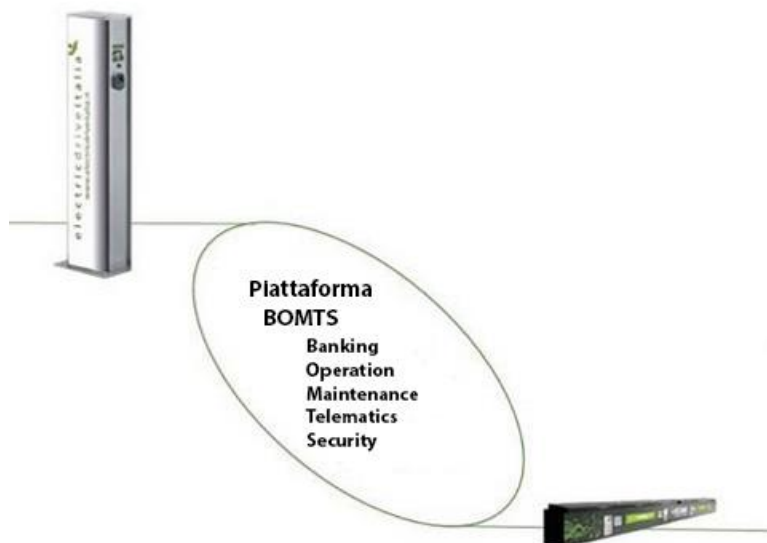 electricdriveitalia
Piattaforma
BOMTS
Banking
Operation
Maintenance
Telematics
Security